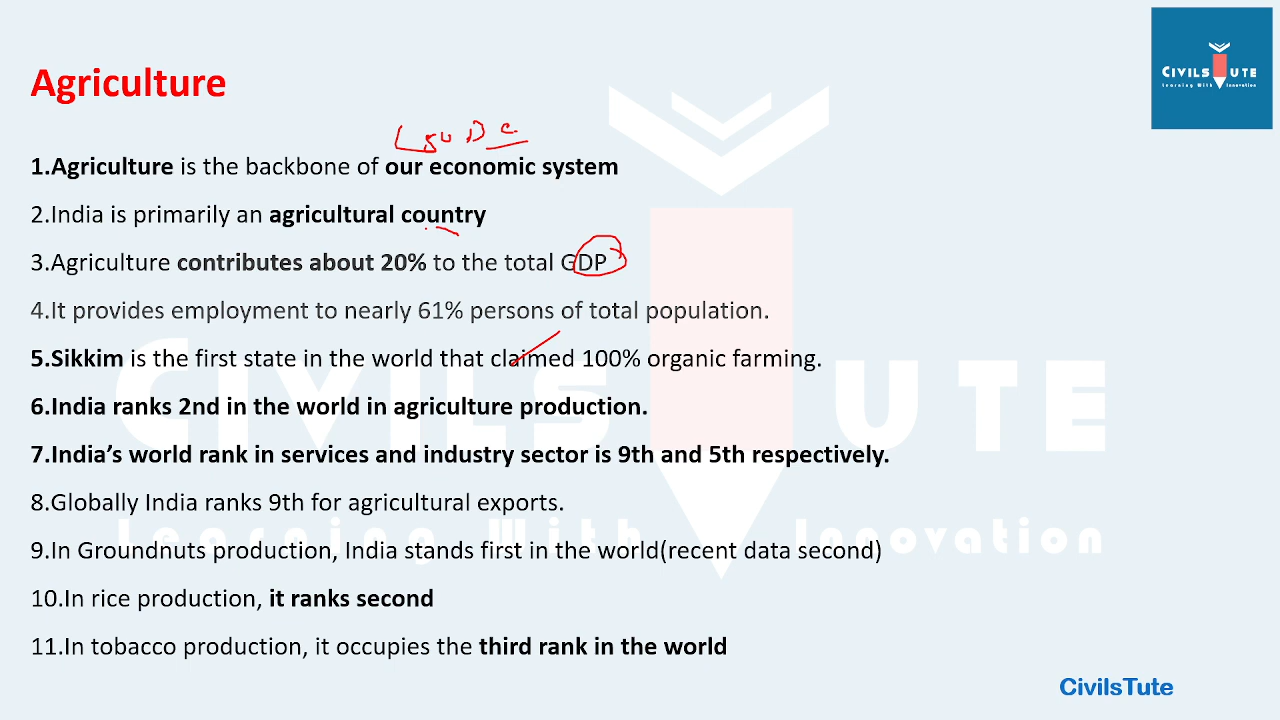 CIVILS UTE
Learning With Innovation
Agriculture
1.Agriculture is the backbone of our economic system
2.India is primarily an agricultural country
3.Agriculture contributes about 20% to the total GDP
4.It provides employment to nearly 61% persons of total population.
5.Sikkim is the first state in the world that claimed 100% organic farming.
6.India ranks 2nd in the world in agriculture production.
7.India’s world rank in services and industry sector is 9th and 5th respectively.
8.Globally India ranks 9th for agricultural exports.
9.In Groundnuts production, India stands first in the world(recent data second)
10.In rice production, it ranks second
11.In tobacco production, it occupies the third rank in the world
CIVILS UTE
Learning With Innovation
CivilsTute